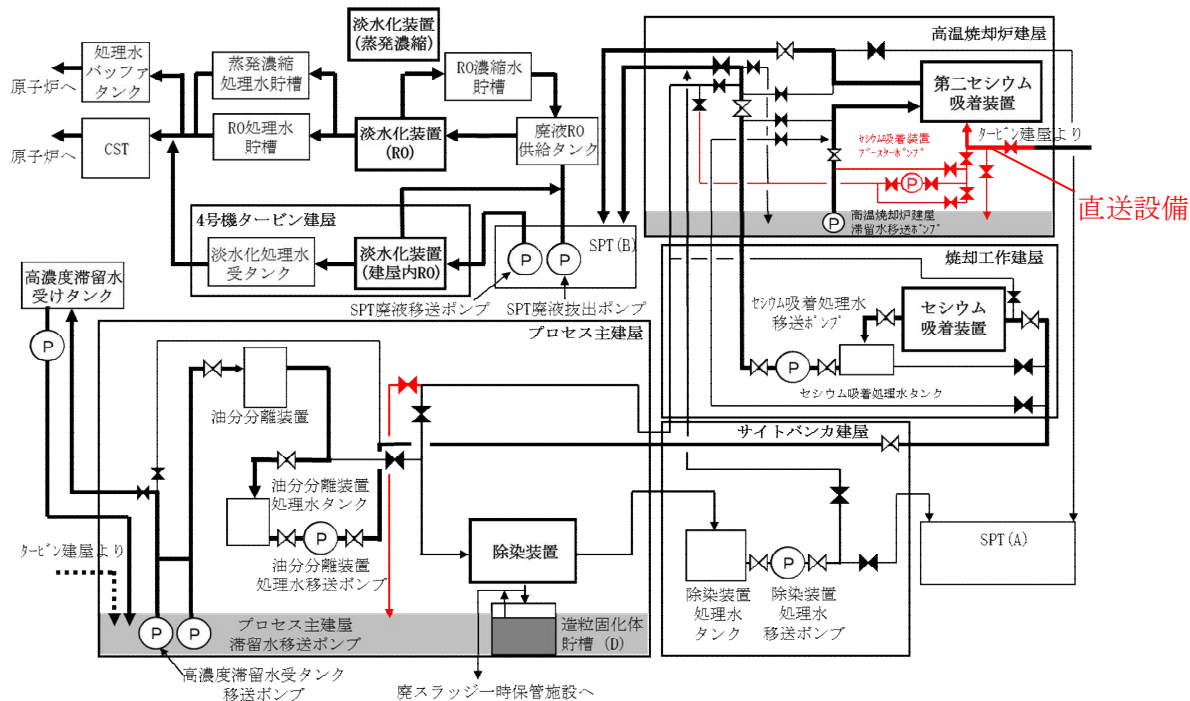 処理水
バッファ
タンク
原子炉へ
蒸発濃縮
処理水貯槽
淡水化装置
(蒸発濃縮)
RO濃縮水
貯槽
CST
原子炉へ
RO処理水
貯槽
淡水化装置
(RO)
廃液RO
供給タンク
高温焼却炉建屋
第二セシウム
吸着装置
セシウム吸着装置
ブースターポンプ
タービン建屋より
P
直送設備
P
高温焼却炉建屋
滞留水移送ポンプ
4号機タービン建屋
淡水化処理水
受タンク
淡水化装置
(建屋内RO)
P
P
SPT(B)
SPT廃液移送ポンプ
SPT廃液抜出ポンプ
焼却工作建屋
セシウム吸着処理水
移送ポンプ
セシウム
吸着装置
P
セシウム吸着処理水タンク
高濃度滞留水
受けタンク
P
プロセス主建屋
油分分離装置
油分分離装置
処理水タンク
P
油分分離装置
処理水移送ポンプ
除染装置
タービン建屋より
P
P
プロセス主建屋
滞留水移送ポンプ
造粒固化体
貯槽(D)
高濃度滞留水受タンク
移送ポンプ
廃スラッジ一時保管施設へ
サイトバンカ建屋
P
除染装置
処理水
タンク
除染装置
処理水
移送ポンプ
SPT(A)